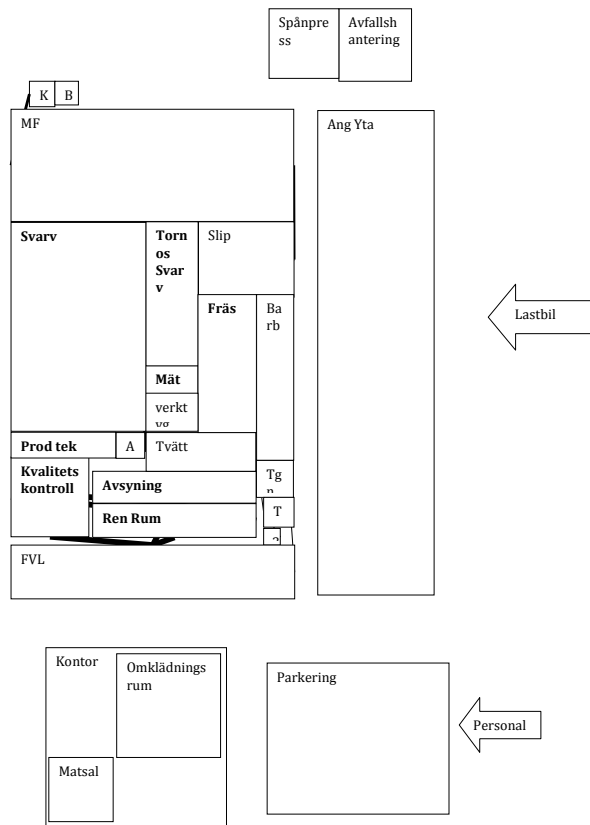 Spånpre
ss
Avfallsh
antering
K
B
MF
Ang Yta
Svarv
Torn
os
Svar
v
Slip
Fräs
Ba
rb
Lastbil
Mät
verkt
Prod tek
A
Tvätt
Kvalitets
kontroll
Avsyning
Tg
Ren Rum
T
FVL
Kontor
Omklädnings
rum
Parkering
Personal
Matsal